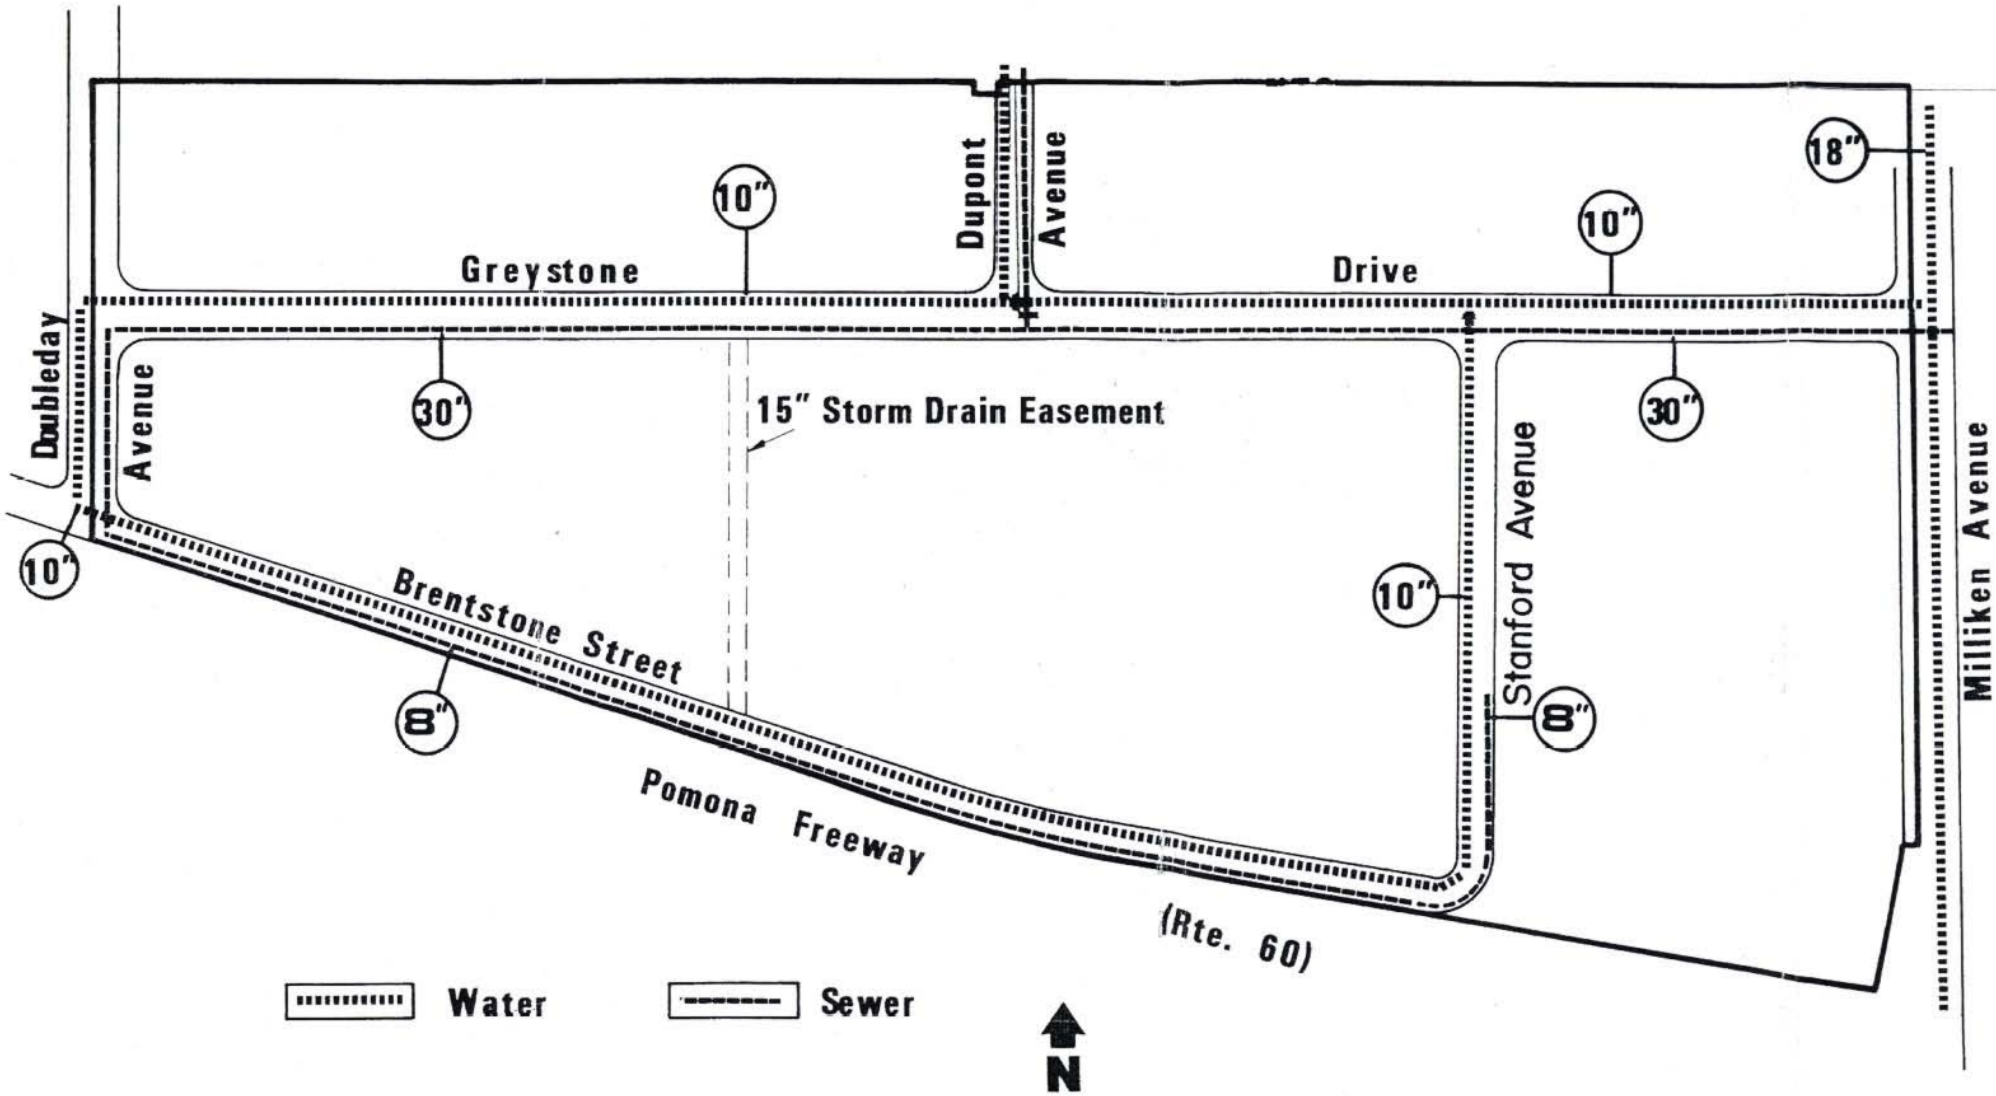 18"
10"
Dupont
Avenue
10"
Greystone
Drive
Doubleday
Avenue
30"
15" Storm Drain Easement
30"
Stanford Avenue
Milliken Avenue
10"
10"
Brentstone Street
8"
8"
Pomona Freeway
(Rte. 60)
Water
Sewer
N